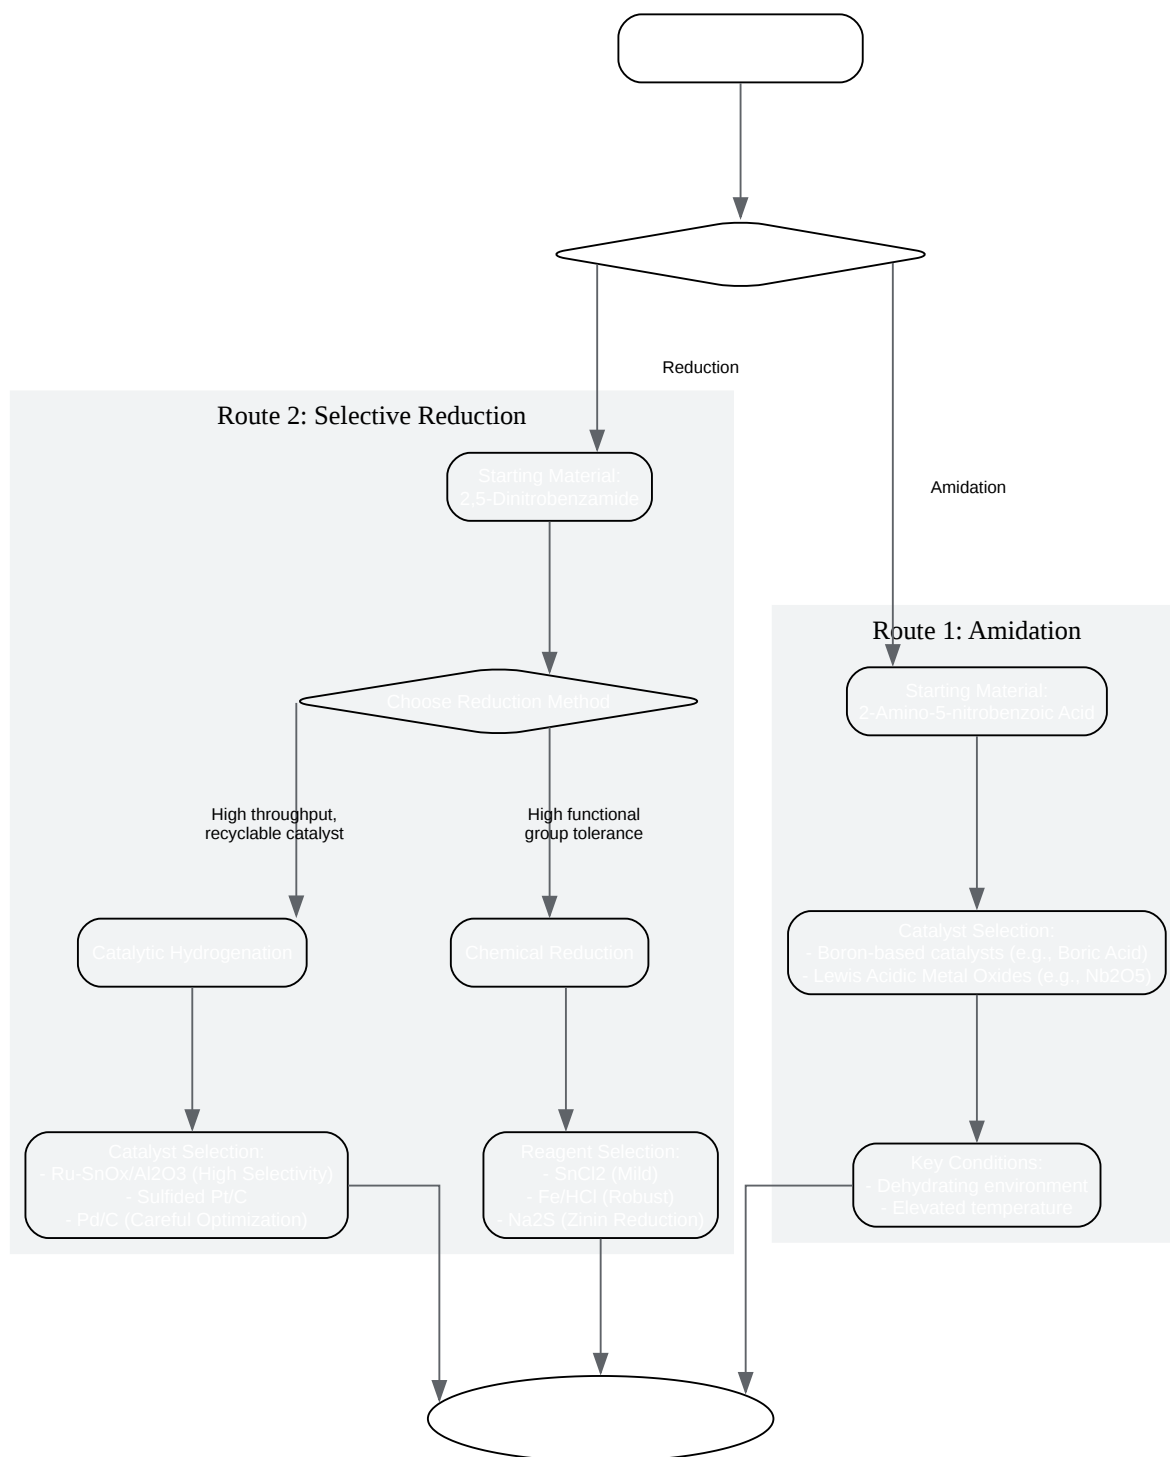 Reduction
Route 2: Selective Reduction
Starting Material:
2,5-Dinitrobenzamide
Amidation
Route 1: Amidation
Starting Material:
2-Amino-5-nitrobenzoic Acid
Choose Reduction Method
High throughput,
recyclable catalyst
High functional
group tolerance
Catalytic Hydrogenation
Chemical Reduction
Catalyst Selection:
- Boron-based catalysts (e.g., Boric Acid)
- Lewis Acidic Metal Oxides (e.g., Nb2O5)
Catalyst Selection:
- Ru-SnOx/Al2O3 (High Selectivity)
- Sulfided Pt/C
- Pd/C (Careful Optimization)
Reagent Selection:
- SnCl2 (Mild)
- Fe/HCl (Robust)
- Na2S (Zinin Reduction)
Key Conditions:
- Dehydrating environment
- Elevated temperature